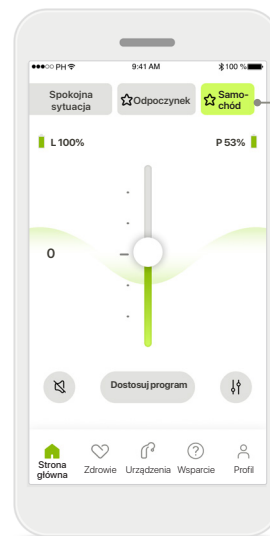 PH 9:41 AM 100 %
Spokojna
sytuacja
Odpoczynek
Samo-
chód
L 100% P 53%
0
Dostosuj program
Strona
główna
Zdrowie Urządzenia Wsparcie Profil